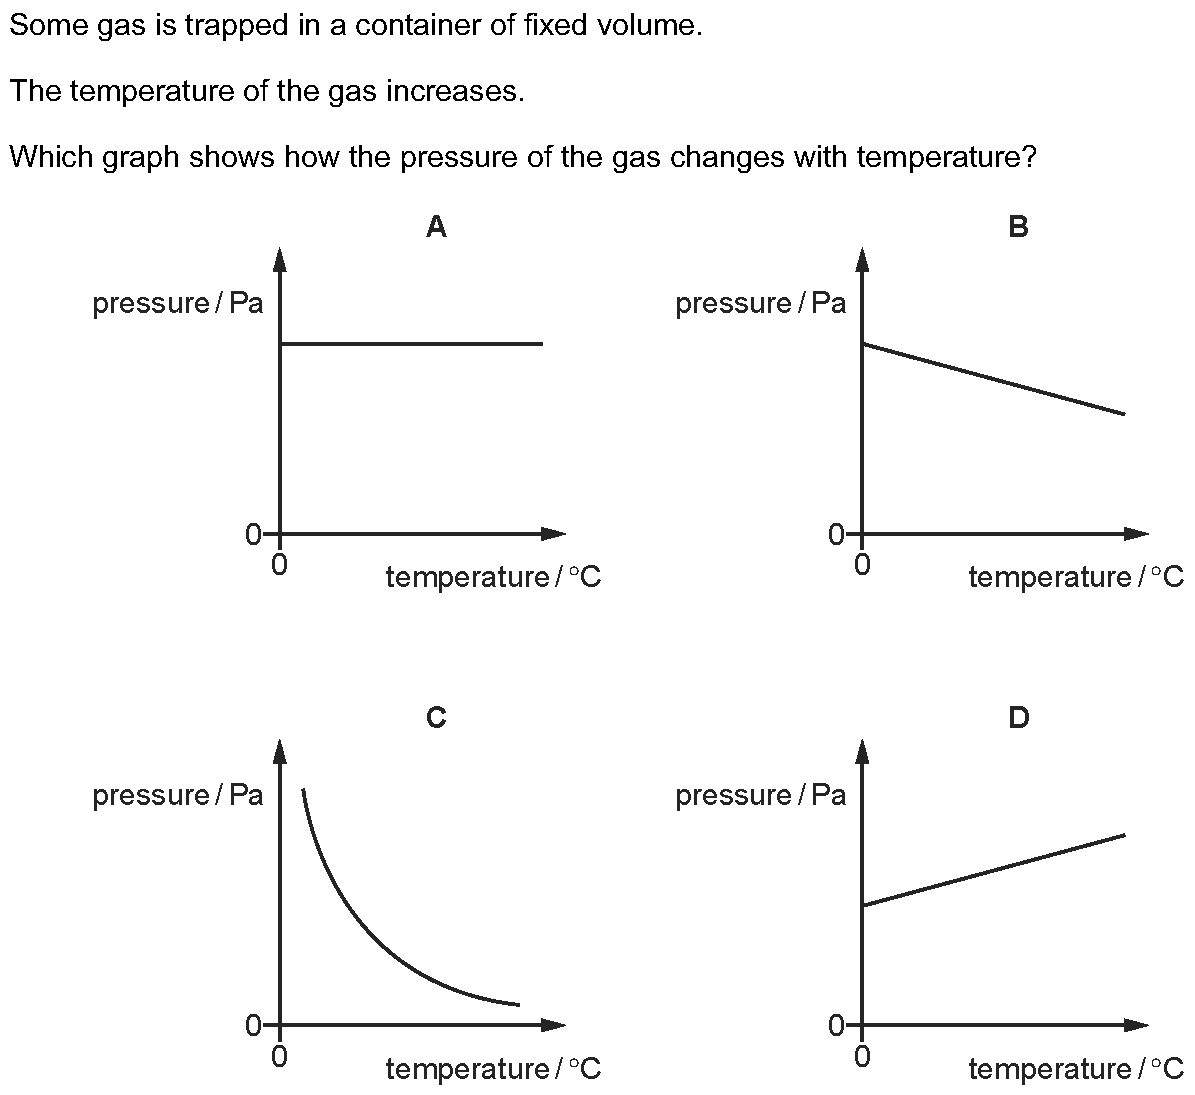 Some gas is trapped in a container of fixed volume.
The temperature of the gas increases.
Which graph shows how the pressure of the gas changes with temperature?
A
pressure / Pa
0
0
temperature / °C
B
pressure / Pa
0
0
temperature / °C
C
pressure / Pa
0
0
temperature / °C
D
pressure / Pa
0
0
temperature / °C